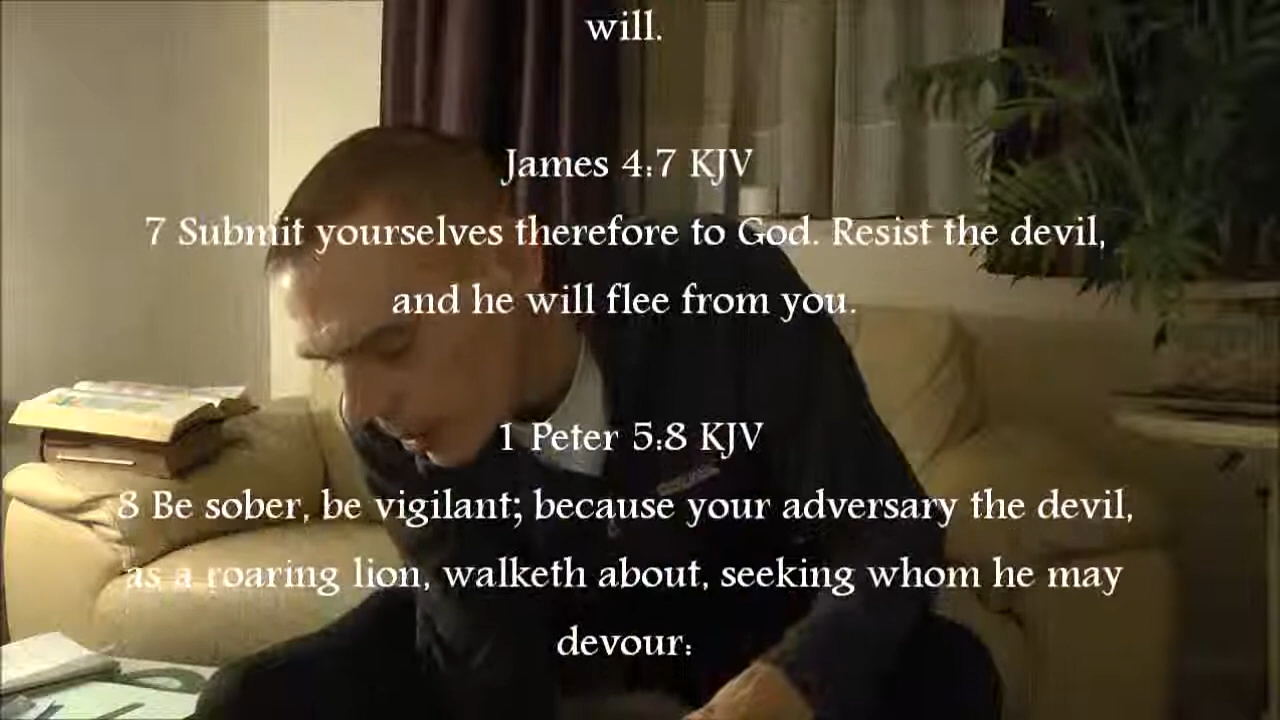 will.
James 4:7 KJV
7 Submit yourselves therefore to God. Resist the devil,
and he will flee from you.
1 Peter 5:8 KJV
8 Be sober, be vigilant; because your adversary the devil,
as a roaring lion, walketh about, seeking whom he may
devour: